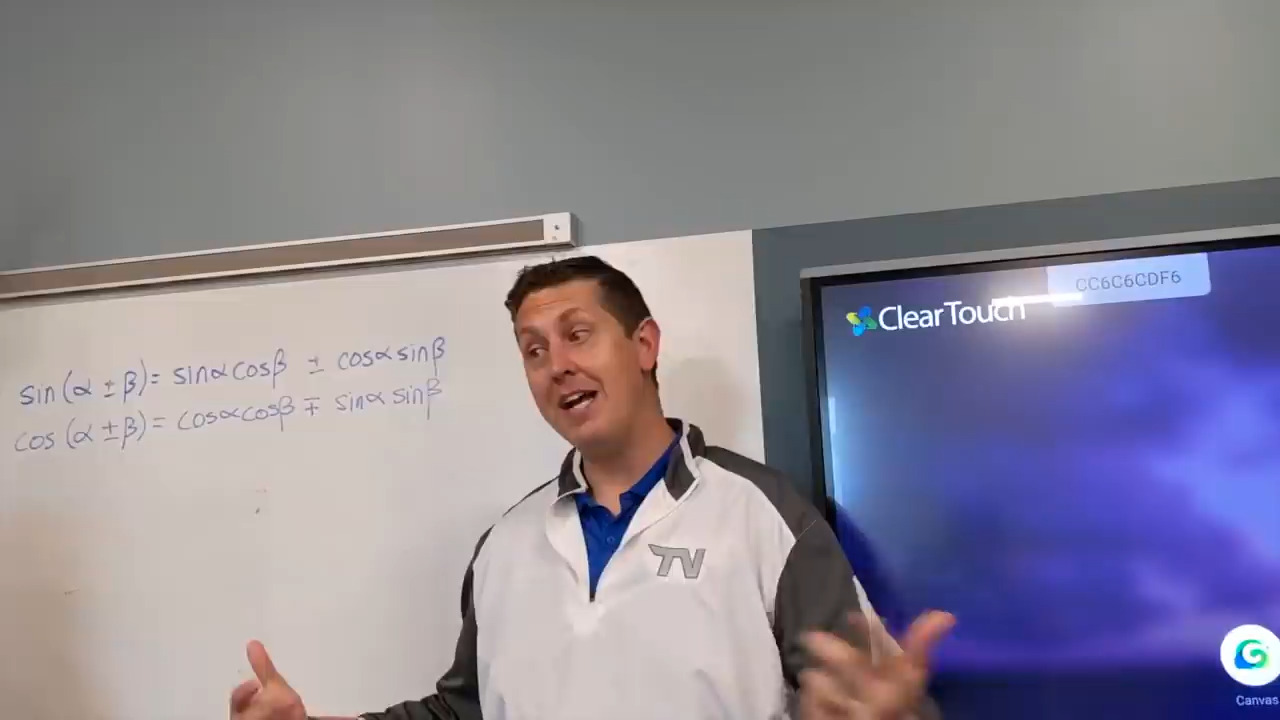 sin (α ± β) = sinα cosβ ± cosα sinβ
cos (α ± β) = cosα cosβ ∓ sinα sinβ
CC6C6CDF6
ClearTouch
TV
Canvas